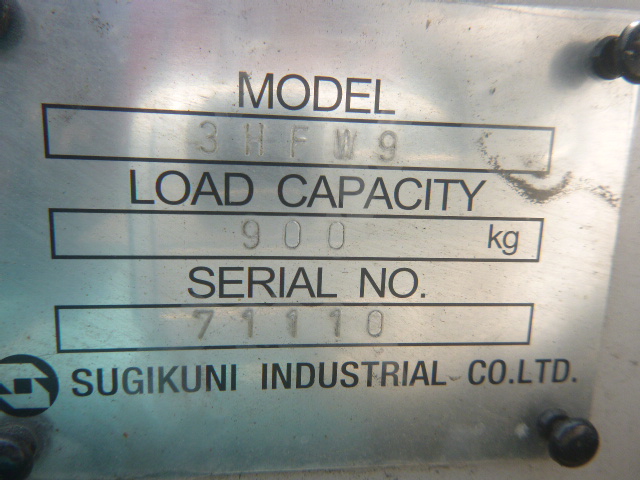 MODEL
3HFW9
LOAD CAPACITY
900 kg
SERIAL NO.
71110
SUGIKUNI INDUSTRIAL CO.LTD.